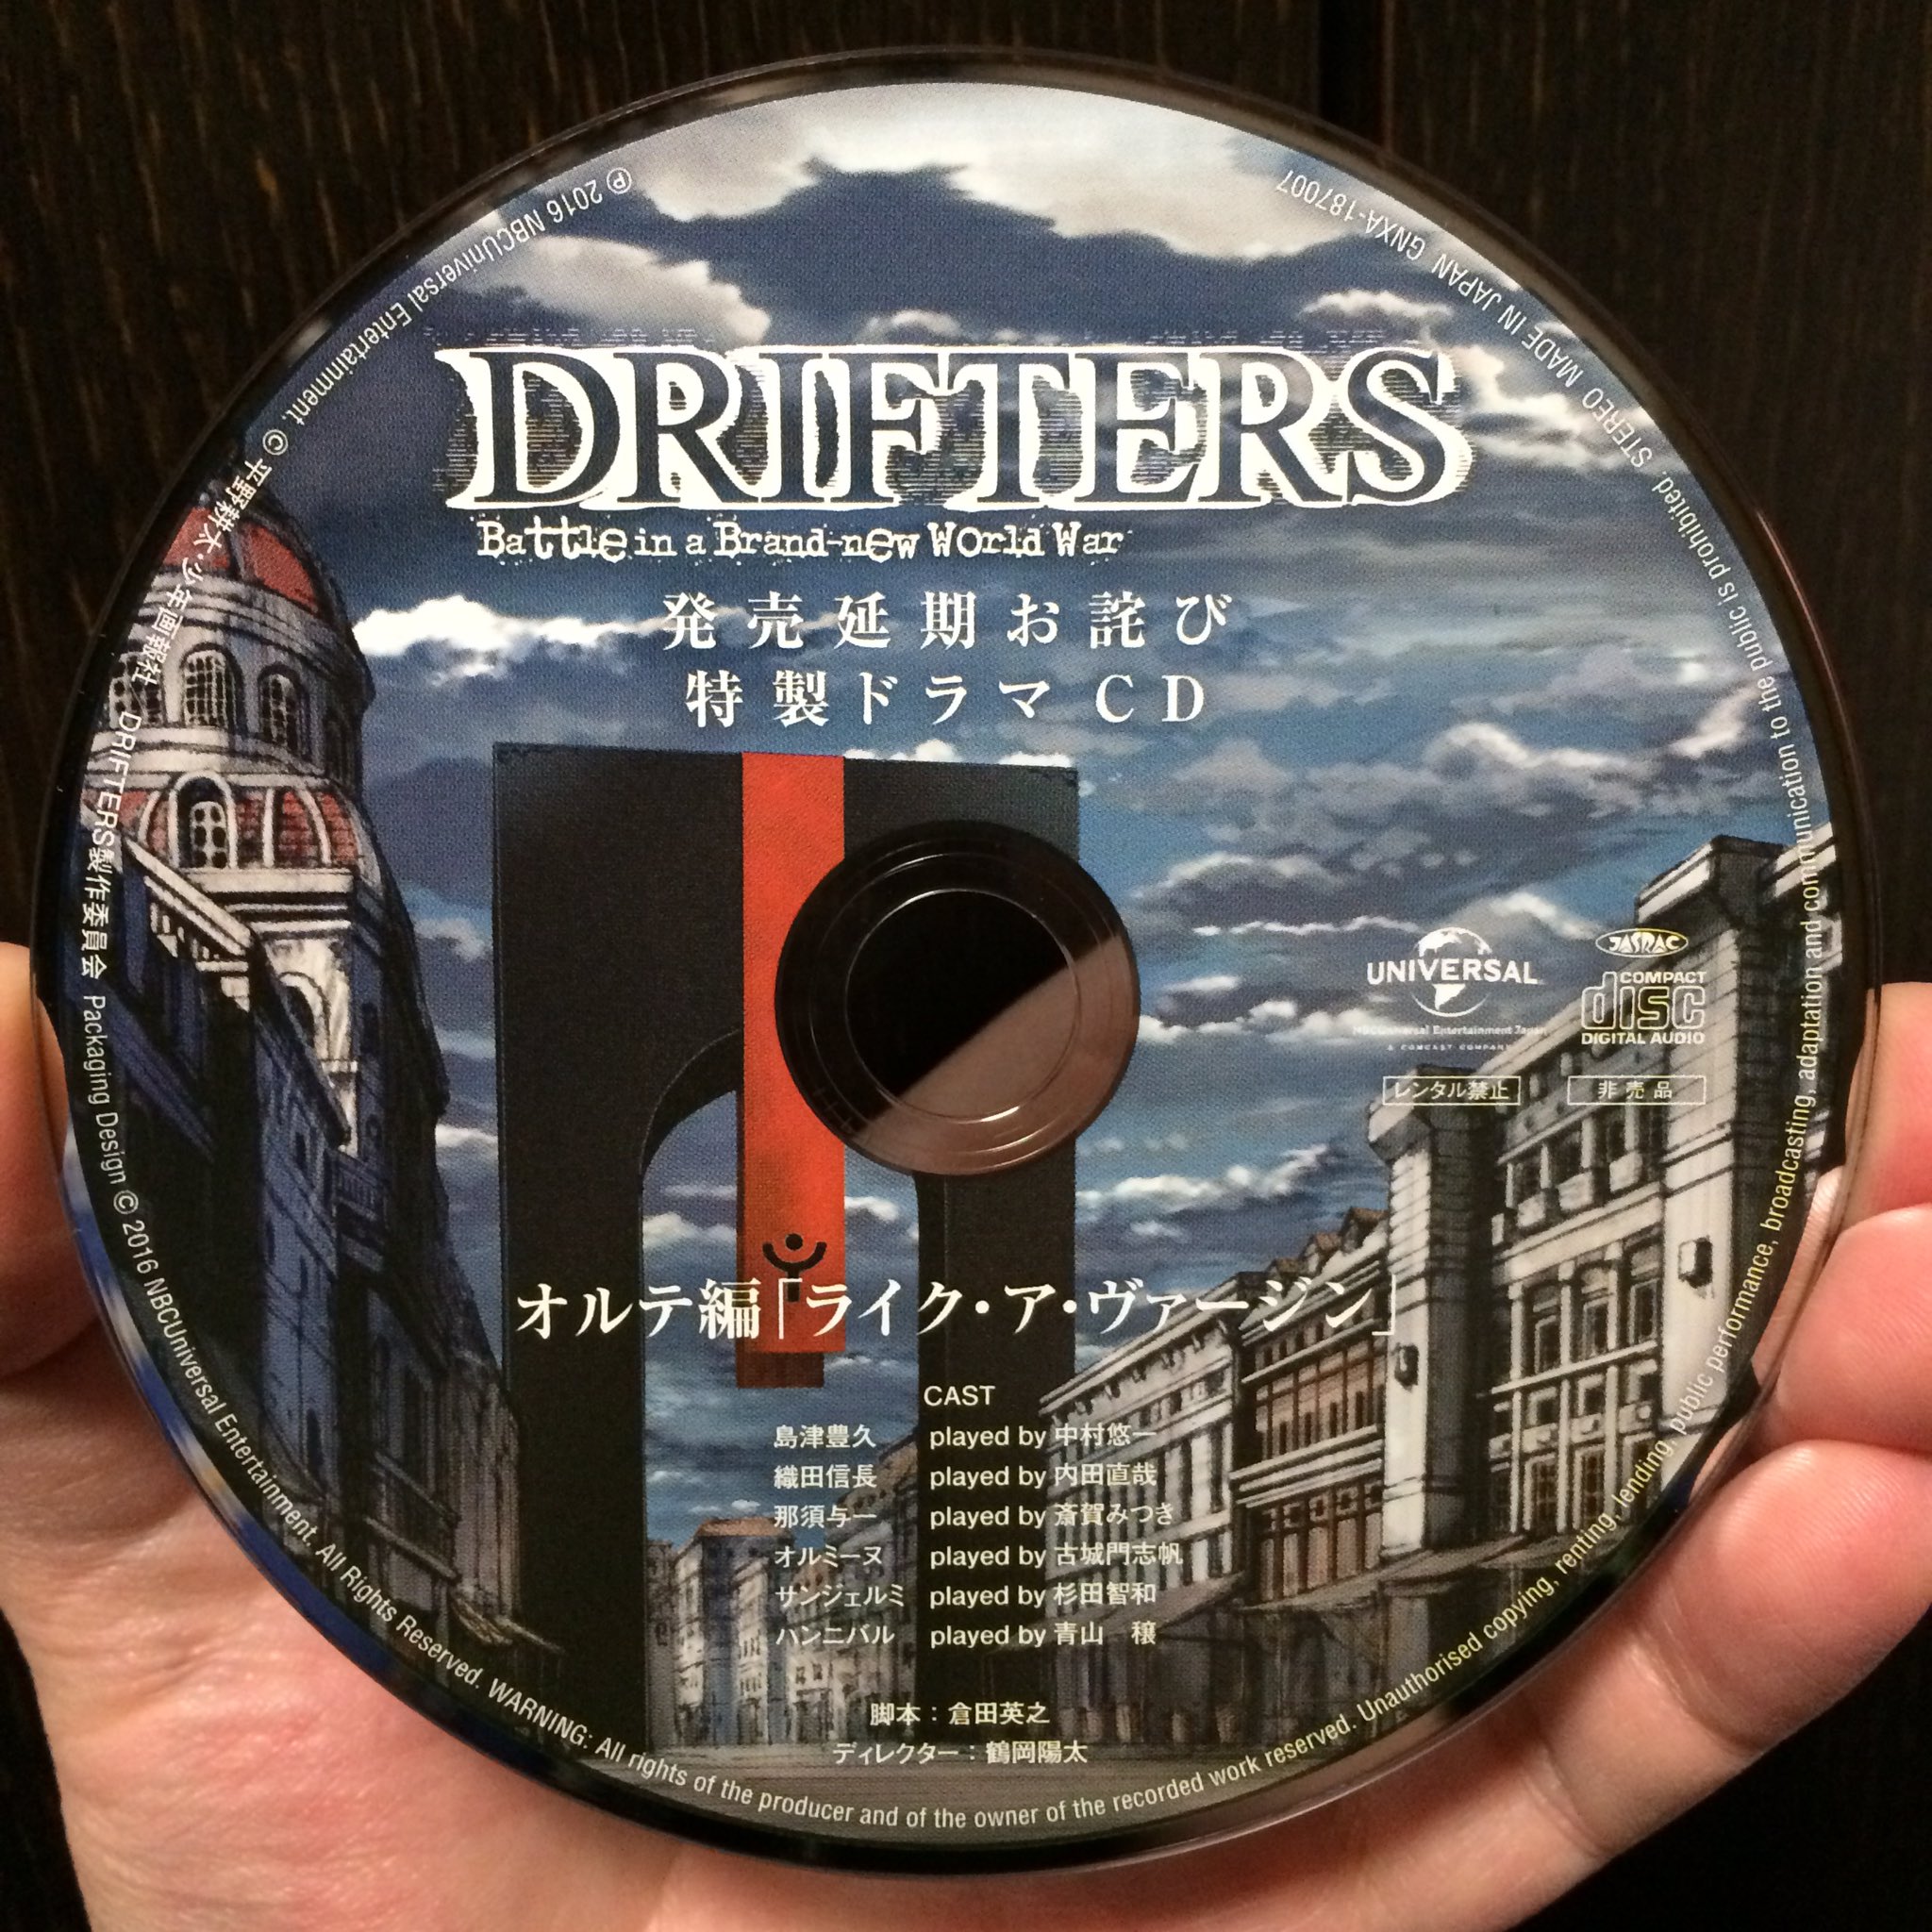 DRIFTERS
Battle in a Brand-new World War
発売延期お詫び
特製ドラマCD
UNIVERSAL
NBCUniversal Entertainment Japan
A COMCAST COMPANY
JASRAC
COMPACT
disc
DIGITAL AUDIO
レンタル禁止
非売品
オルテ編「ライク・ア・ヴァージン」
CAST
島津豊久 played by 中村悠一
織田信長 played by 内田直哉
那須与一 played by 斎賀みつき
オルミーヌ played by 古城門志帆
サンジェルミ played by 杉田智和
ハンニバル played by 青山 穣
脚本：倉田英之
ディレクター：鶴岡陽太
℗ 2016 NBCUniversal Entertainment. © 平野耕太・少年画報社 DRIFTERS製作委員会 Packaging Design © 2016 NBCUniversal Entertainment. All Rights Reserved. WARNING: All rights of the producer and of the owner of the recorded work reserved. Unauthorised copying, renting, lending, public performance, broadcasting, adaptation and communication to the public is prohibited. STEREO MADE IN JAPAN GNXA-187007